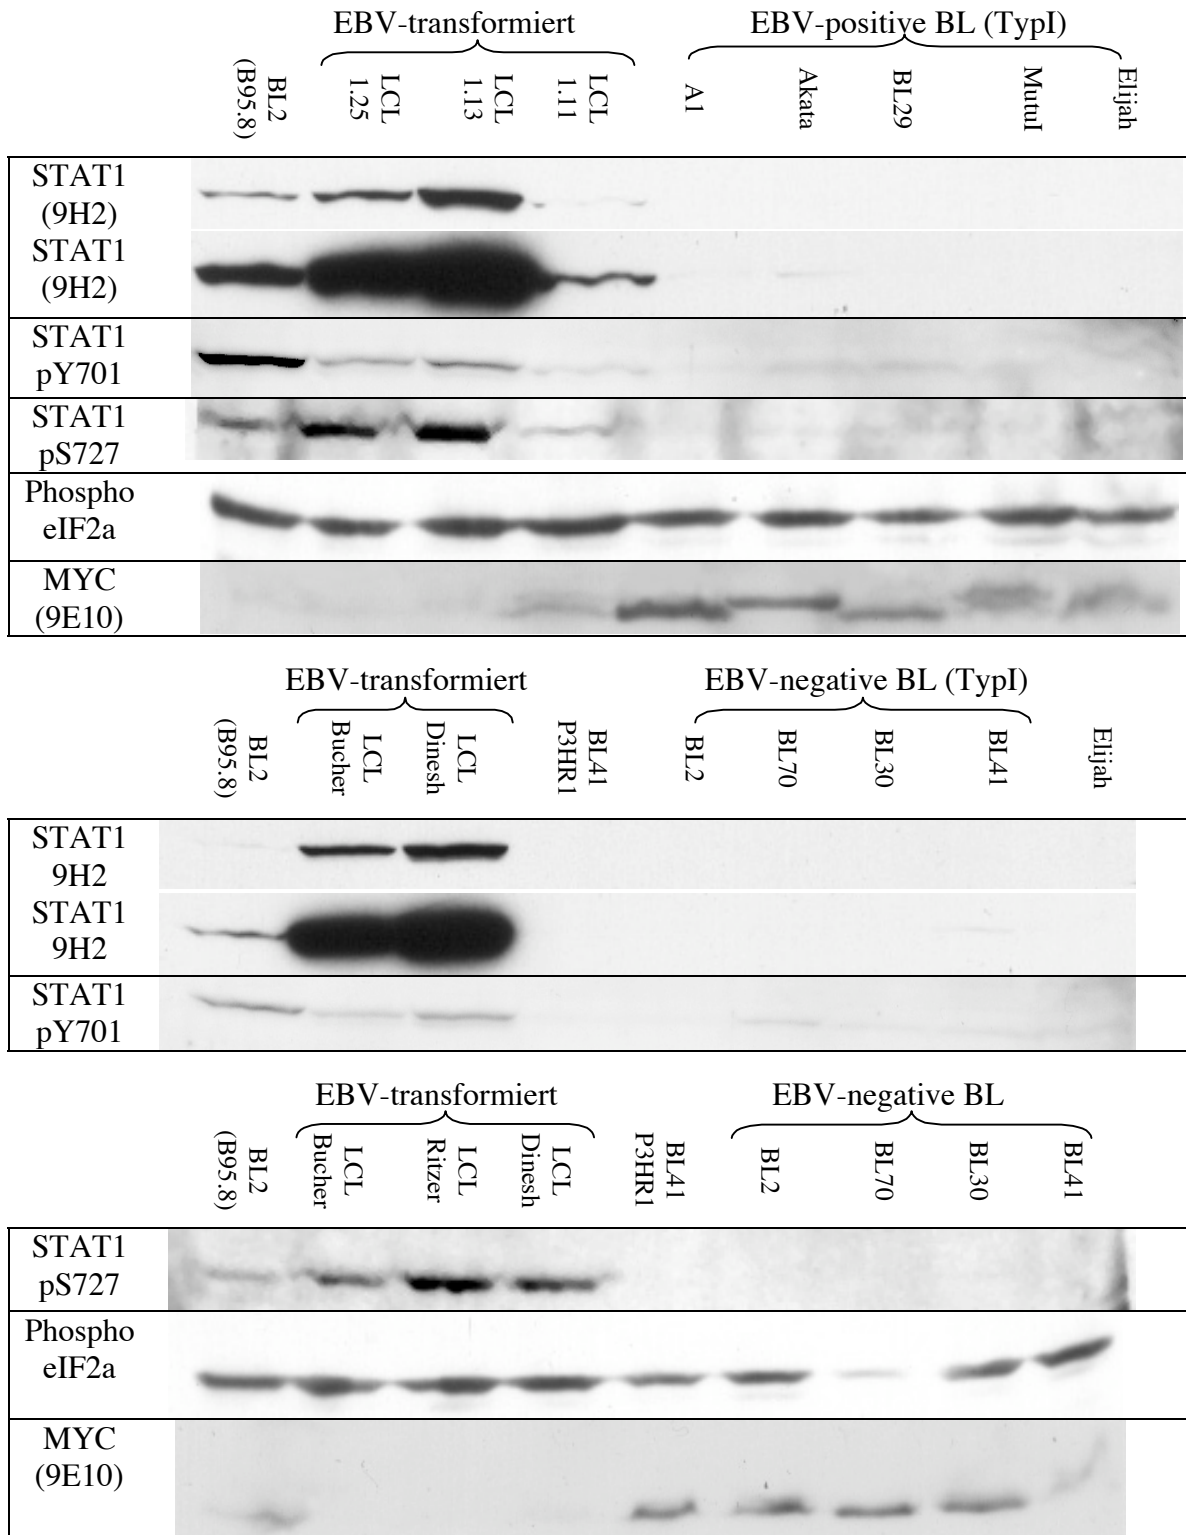 EBV-transformiert EBV-positive BL (TypI)
BL2
(B95.8)
LCL
1.25
LCL
1.13
LCL
1.11
A1
Akata
BL29
MutuI
Elijah
STAT1
(9H2)
STAT1
(9H2)
STAT1
pY701
STAT1
pS727
Phospho
eIF2a
MYC
(9E10)
EBV-transformiert EBV-negative BL (TypI)
BL2
(B95.8)
LCL
Bucher
LCL
Dinesh
BL41
P3HR1
BL2
BL70
BL30
BL41
Elijah
STAT1
9H2
STAT1
9H2
STAT1
pY701
EBV-transformiert EBV-negative BL
BL2
(B95.8)
LCL
Bucher
LCL
Ritzer
LCL
Dinesh
BL41
P3HR1
BL2
BL70
BL30
BL41
STAT1
pS727
Phospho
eIF2a
MYC
(9E10)